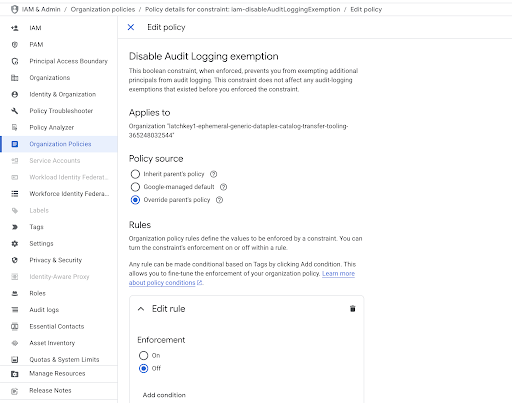 IAM & Admin / Organization policies / Policy details for constraint: iam-disableAuditLoggingExemption / Edit policy
IAM
PAM
Principal Access Boundary
Organizations
Identity & Organization
Policy Troubleshooter
Policy Analyzer
Organization Policies
Service Accounts
Workload Identity Federat...
Workforce Identity Federa...
Labels
Tags
Settings
Privacy & Security
Identity-Aware Proxy
Roles
Audit logs
Essential Contacts
Asset Inventory
Quotas & System Limits
Manage Resources
Release Notes
Edit policy
Disable Audit Logging exemption
This boolean constraint, when enforced, prevents you from exempting additional
principals from audit logging. This constraint does not affect any audit-logging
exemptions that existed before you enforced the constraint.
Applies to
Organization "latchkey1-ephemeral-generic-dataplex-catalog-transfer-tooling-
365248032544"
Policy source
Inherit parent's policy
Google-managed default
Override parent's policy
Rules
Organization policy rules define the values to be enforced by a constraint. You can
turn the constraint's enforcement on or off within a rule.
Any rule can be made conditional based on Tags by clicking Add condition. This
allows you to fine-tune the enforcement of your organization policy. Learn more
about policy conditions
Edit rule
Enforcement
On
Off
Add condition